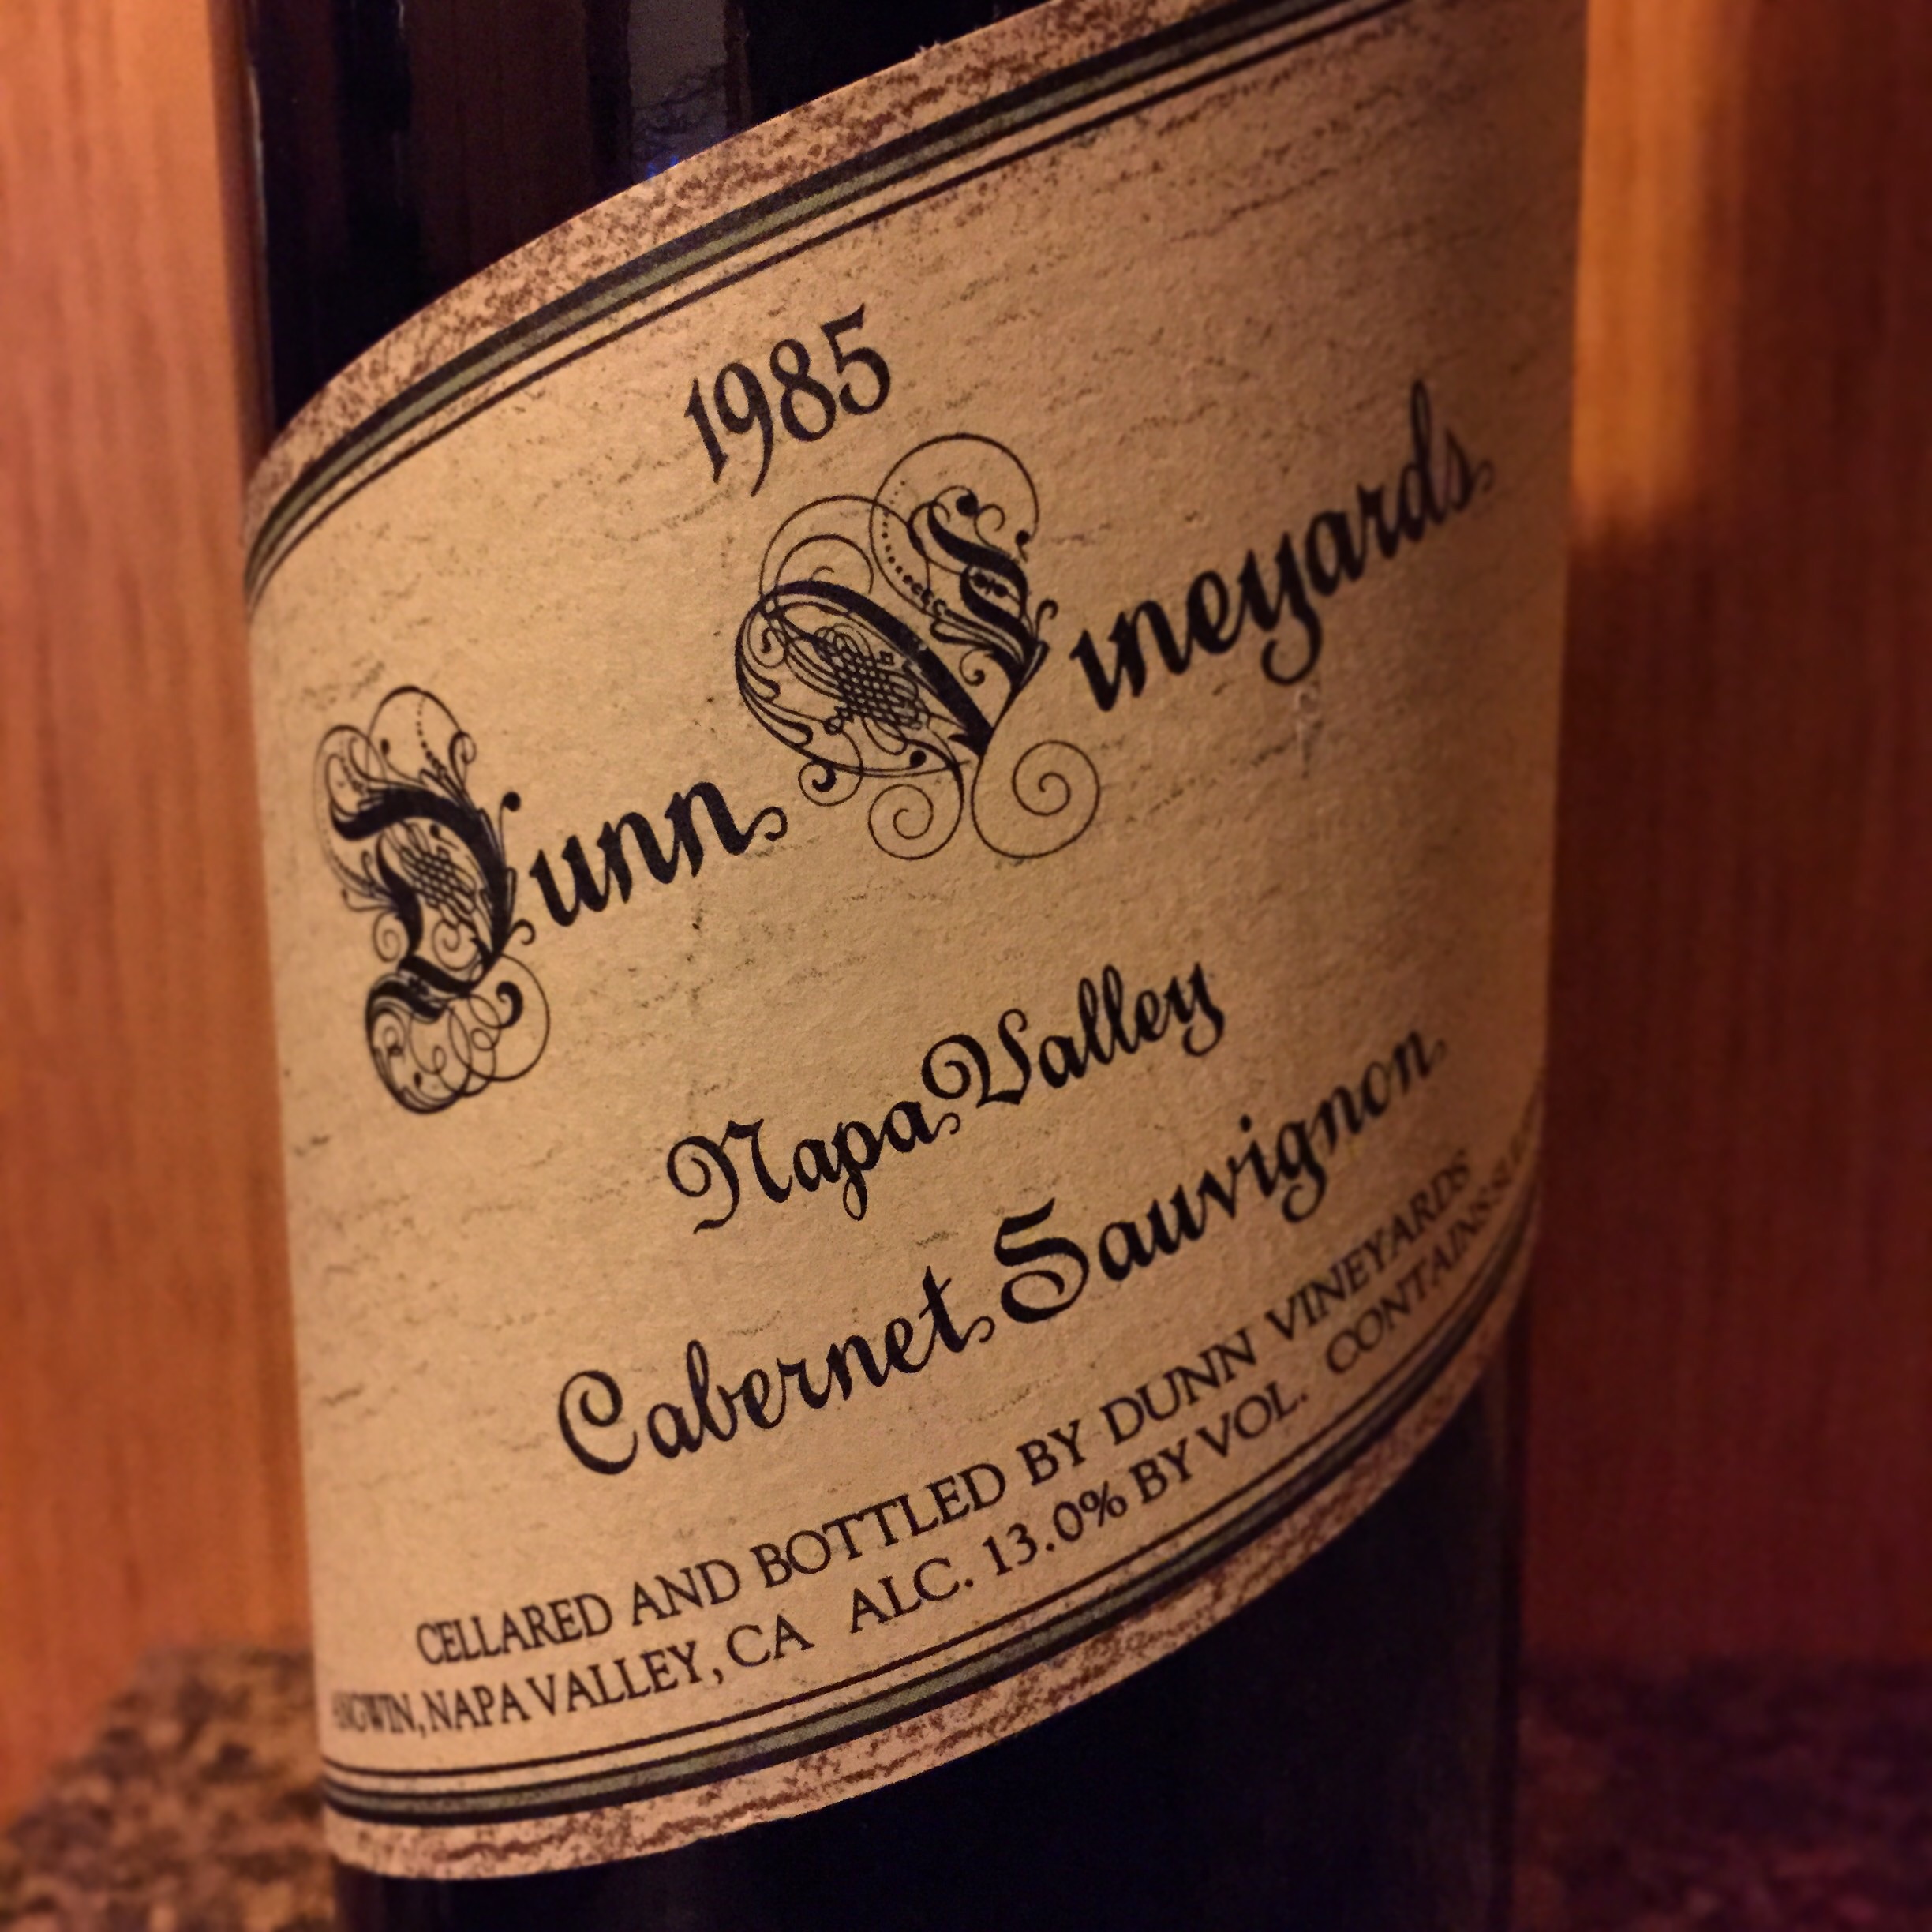 1985
Dunn Vineyards
Napa Valley
Cabernet Sauvignon
CELLARED AND BOTTLED BY DUNN VINEYARDS
NAPA VALLEY, CA ALC. 13.0% BY VOL. CONTAINS